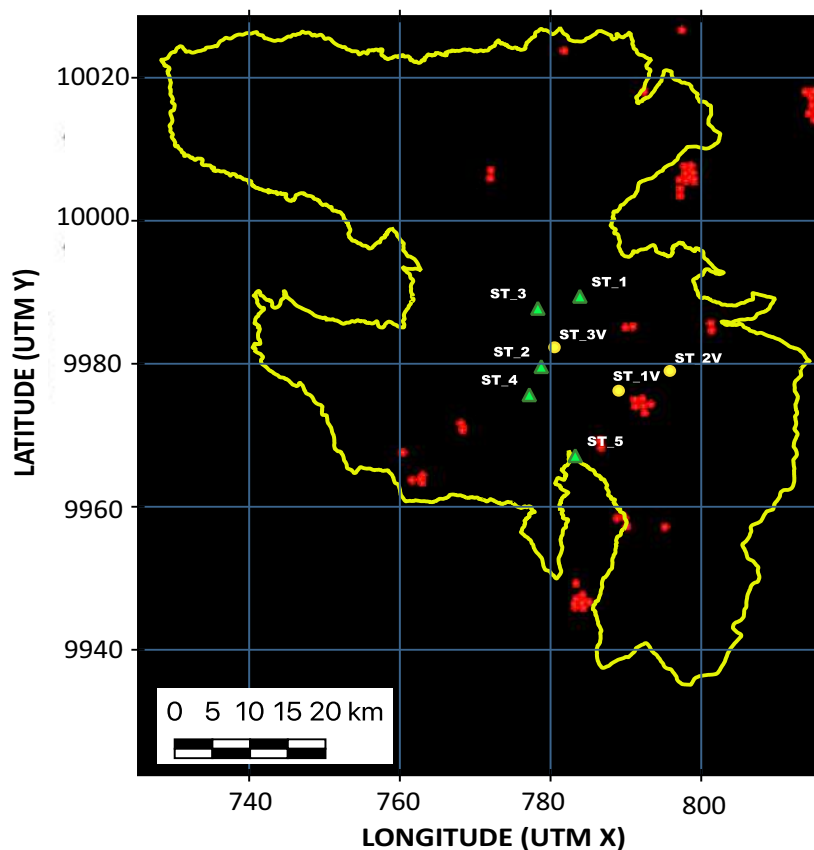 10020
10000
9980
9960
9940
LATITUDE (UTM Y)
ST_3
ST_1
ST_3V
ST_2
ST_2V
ST_4
ST_1V
ST_5
0 5 10 15 20 km
740 760 780 800
LONGITUDE (UTM X)